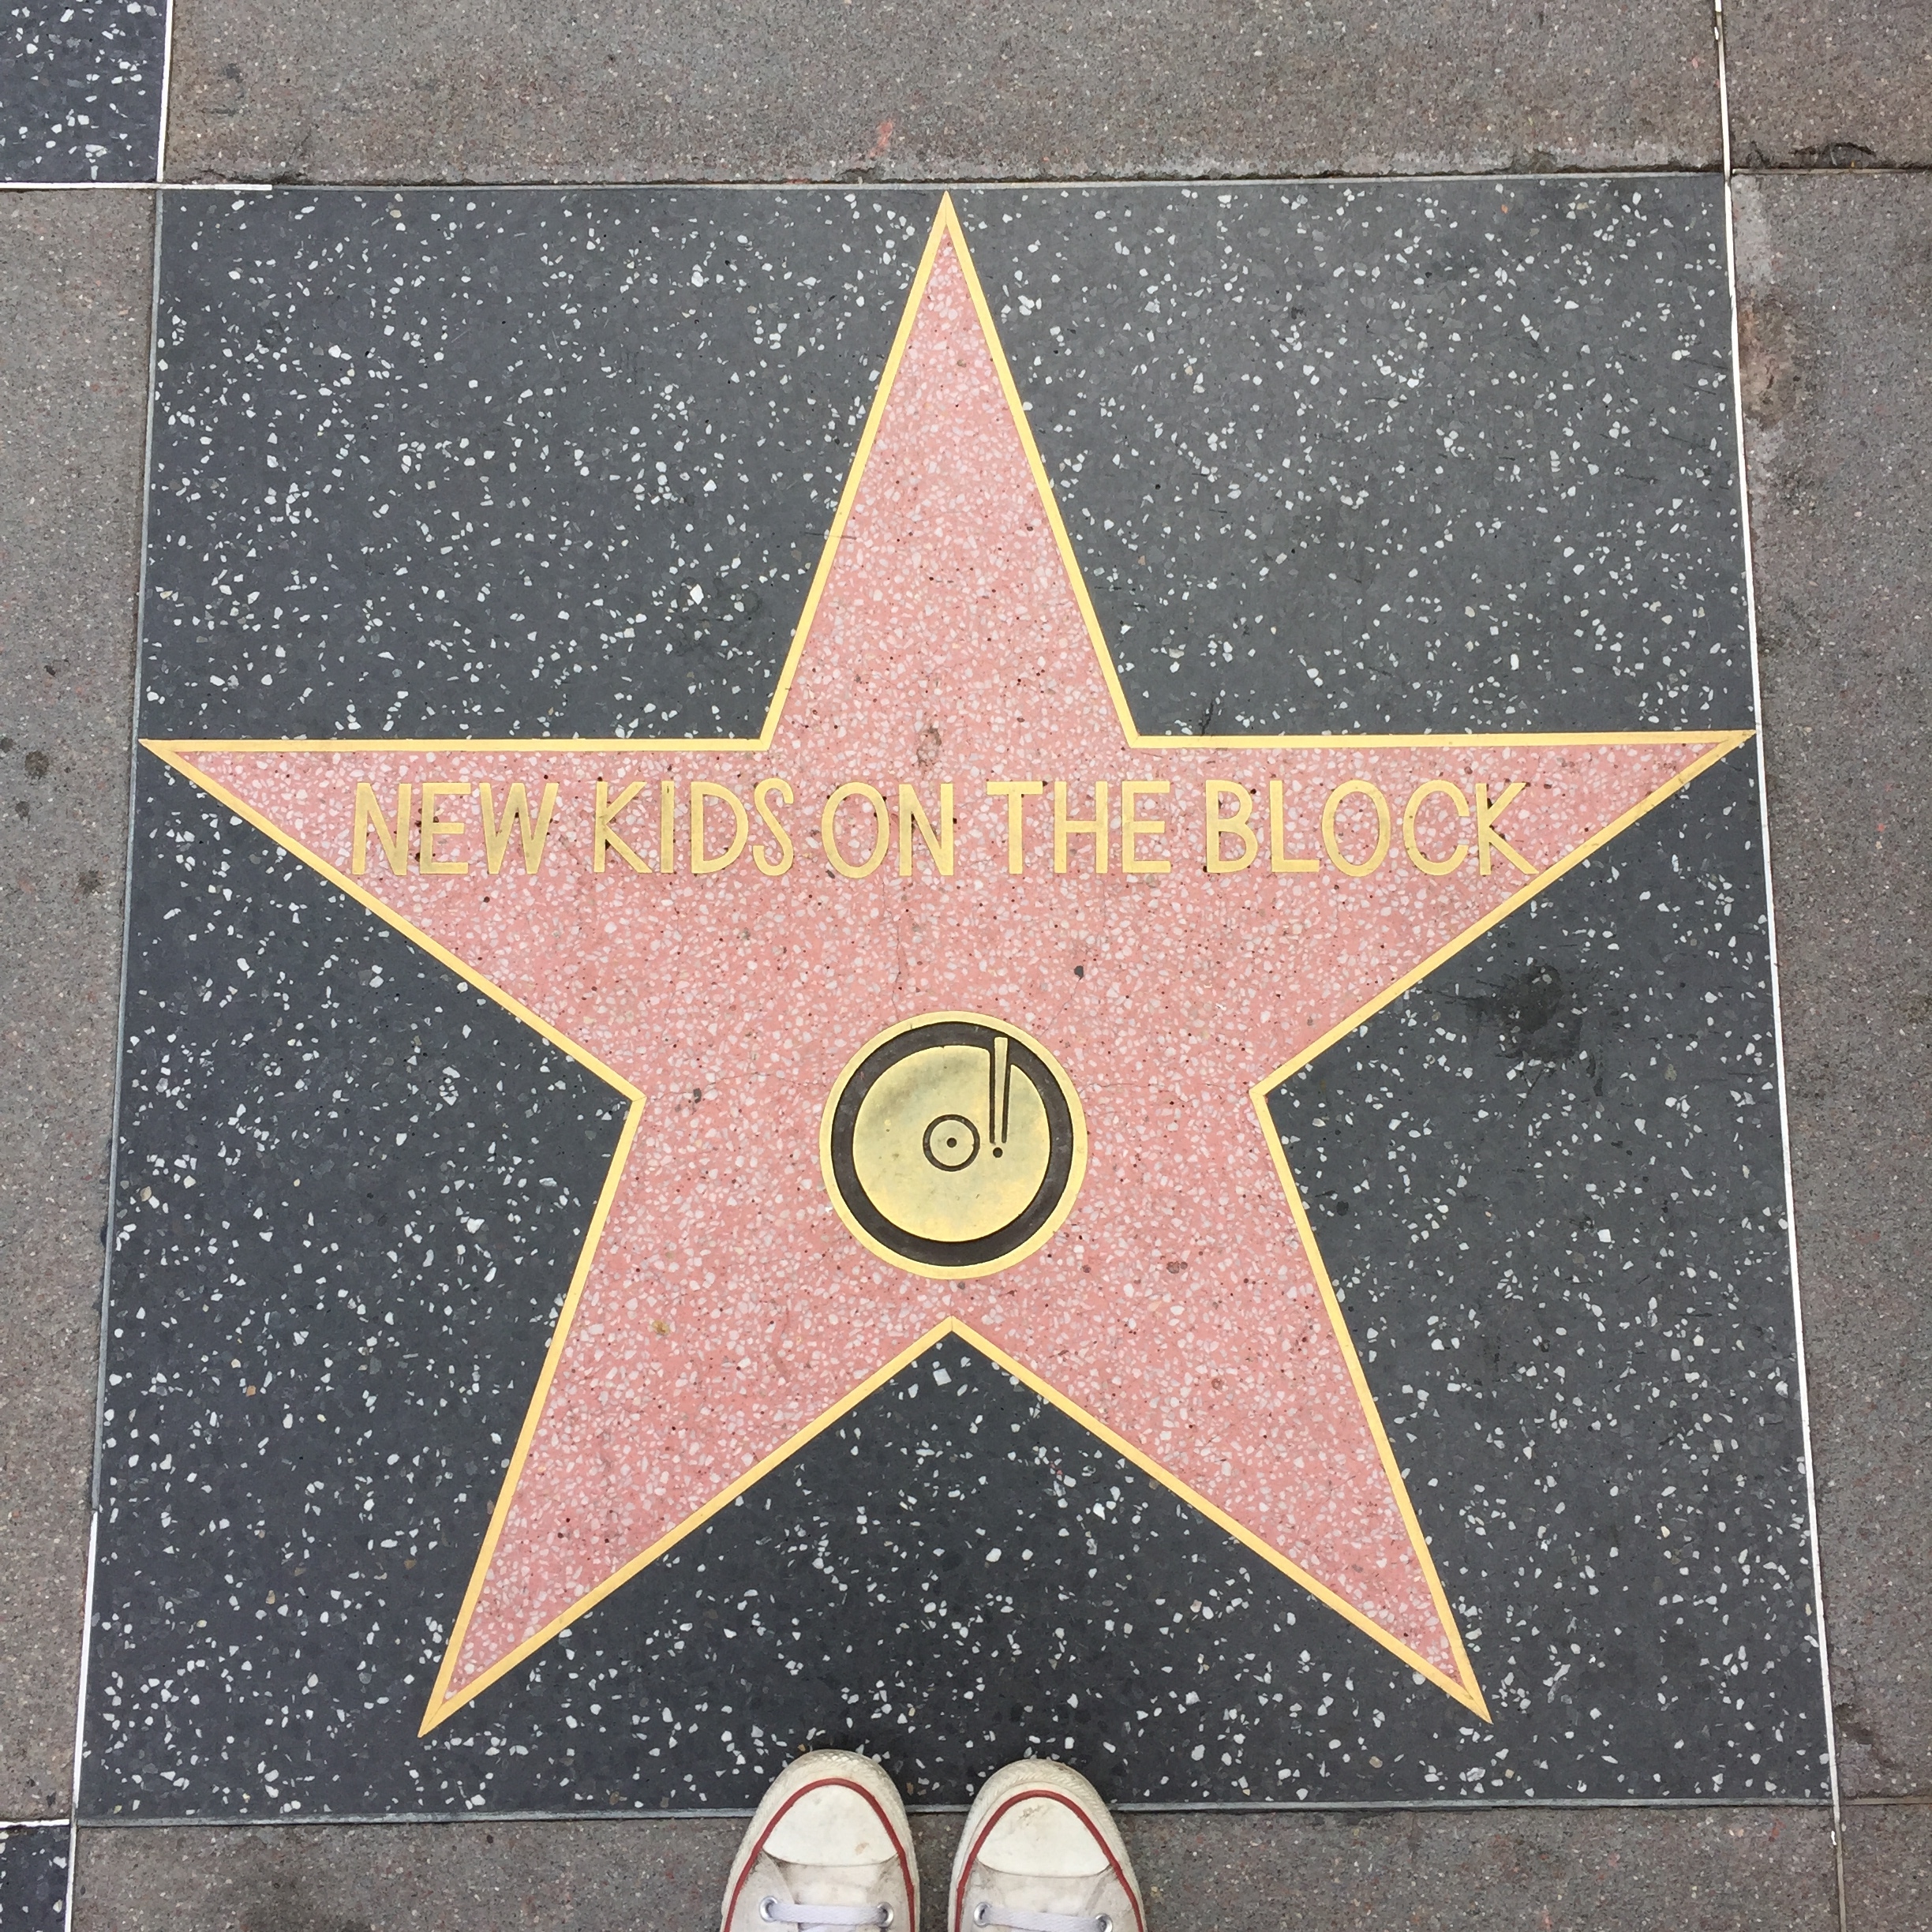 NEW KIDS ON THE BLOCK